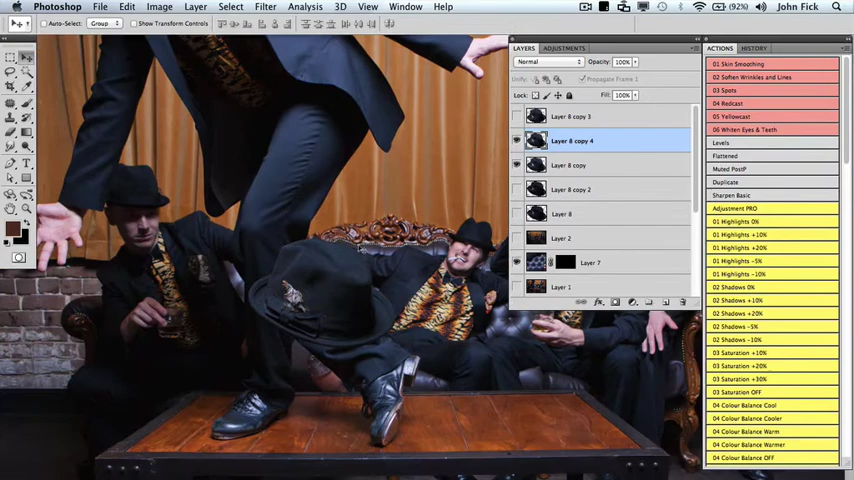 Photoshop File Edit Image Layer Select Filter Analysis 3D View Window Help (92%) John Fick
Auto-Select: Group Show Transform Controls
LAYERS ADJUSTMENTS
Normal Opacity: 100%
Unify: Propagate Frame 1
Lock: Fill: 100%
Layer 8 copy 3
Layer 8 copy 4
Layer 8 copy
Layer 8 copy 2
Layer 8
Layer 2
Layer 7
Layer 1
fx
ACTIONS HISTORY
01 Skin Smoothing
02 Soften Wrinkles and Lines
03 Spots
04 Redcast
05 Yellowcast
06 Whiten Eyes & Teeth
Levels
Flattened
Muted PostP
Duplicate
Sharpen Basic
Adjustment PRO
01 Highlights 0%
01 Highlights +10%
01 Highlights +20%
01 Highlights -5%
01 Highlights -10%
02 Shadows 0%
02 Shadows +10%
02 Shadows +20%
02 Shadows -5%
02 Shadows -10%
03 Saturation +10%
03 Saturation +20%
03 Saturation +30%
03 Saturation OFF
04 Colour Balance Cool
04 Colour Balance Cooler
04 Colour Balance Warm
04 Colour Balance Warmer
04 Colour Balance OFF